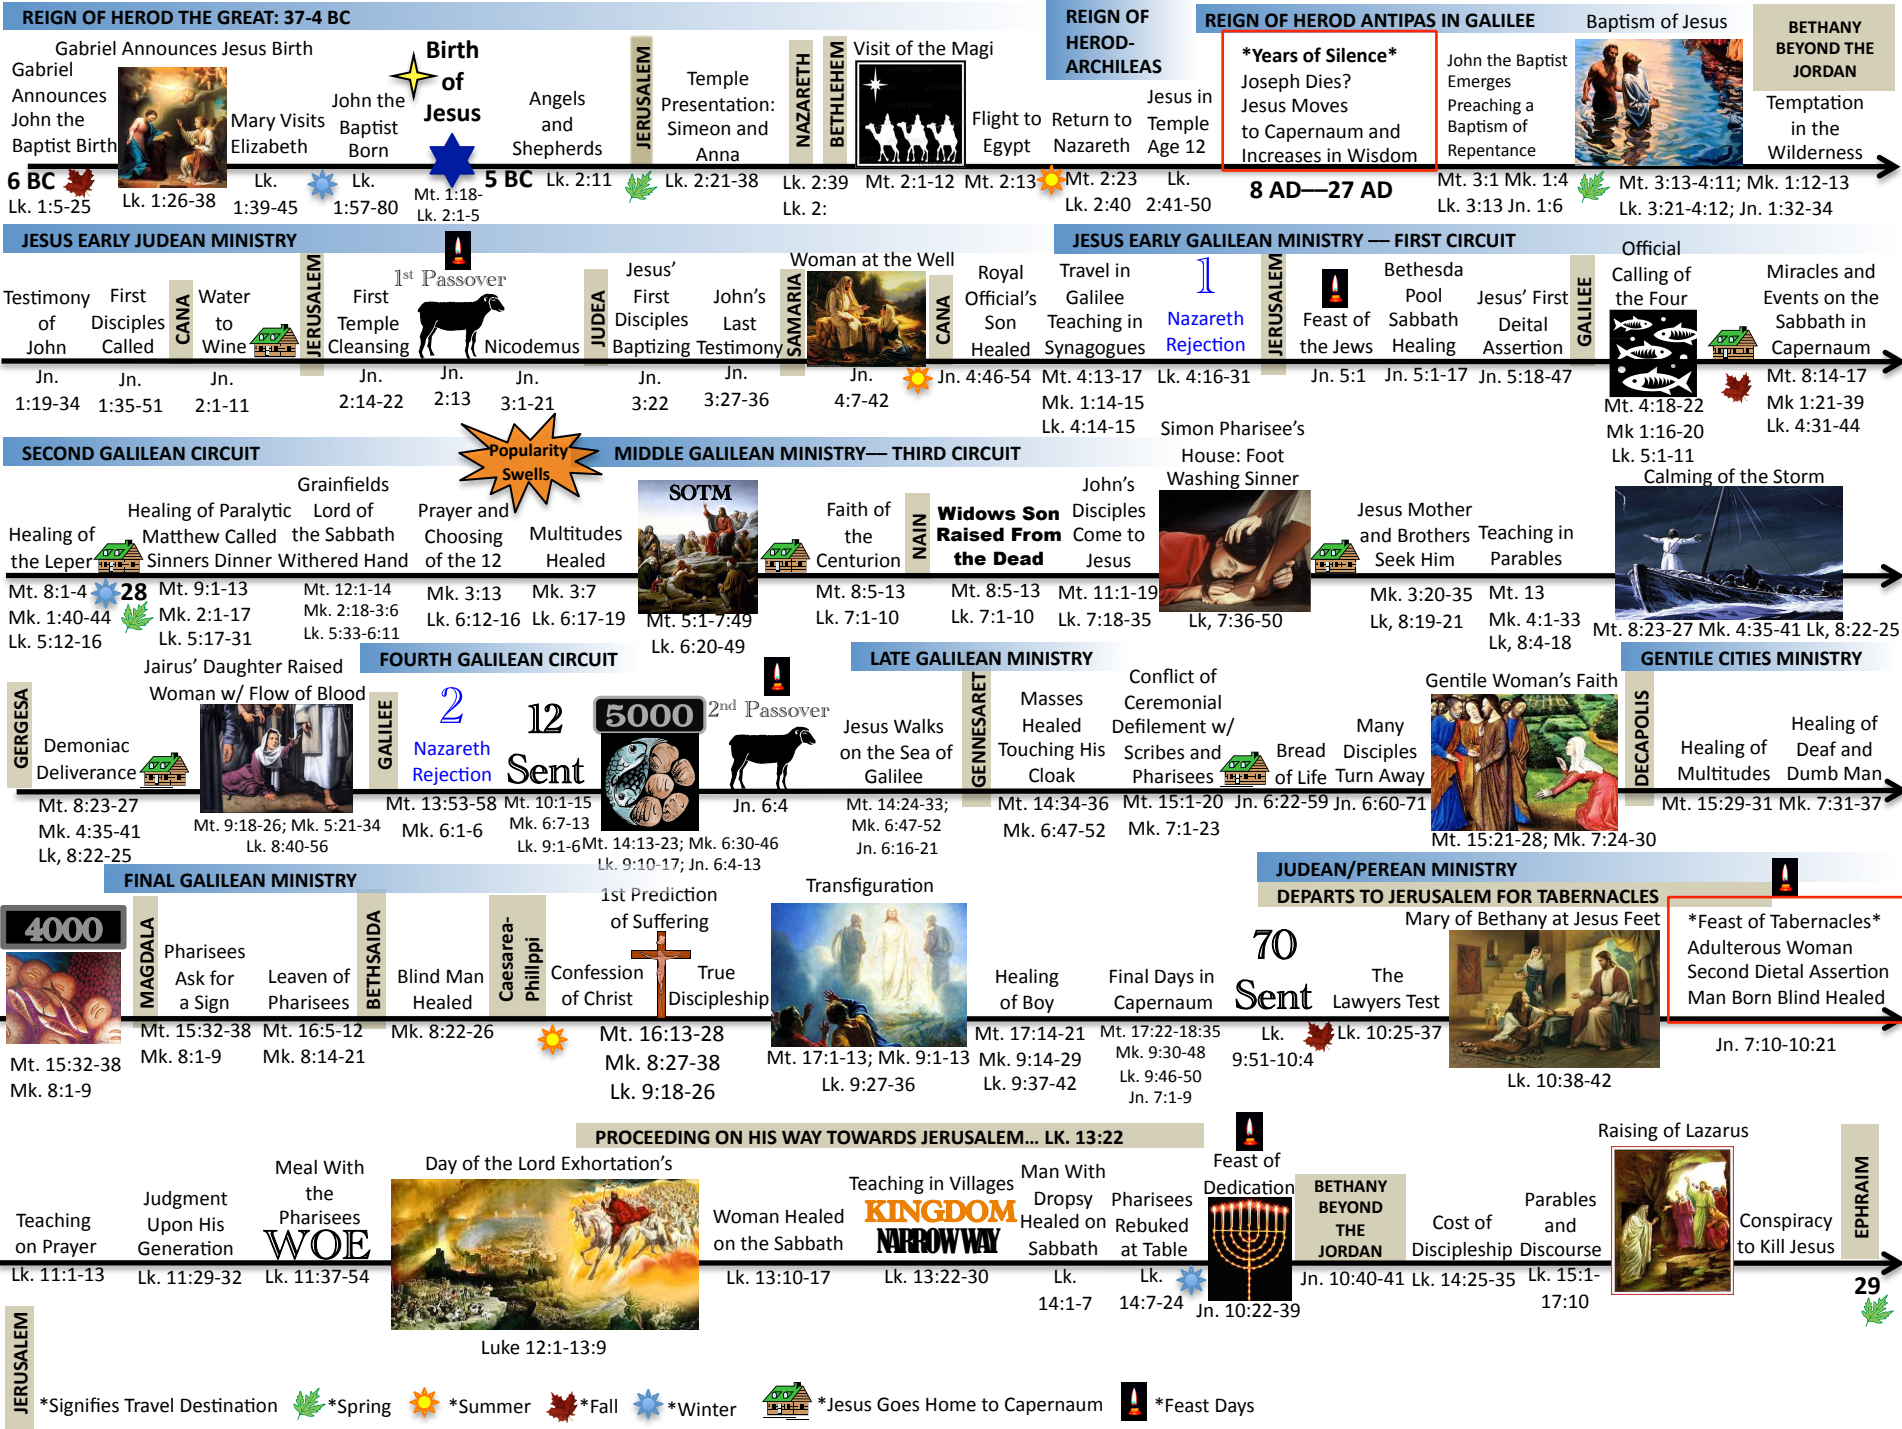 REIGN OF HEROD THE GREAT: 37-4 BC
REIGN OF
HEROD-
ARCHILEAS
REIGN OF HEROD ANTIPAS IN GALILEE
Gabriel
Announces
John the
Baptist Birth
Gabriel Announces Jesus Birth
Mary Visits
Elizabeth
John the
Baptist
Born
Birth
of
Jesus
Angels
and
Shepherds
JERUSALEM
Temple
Presentation:
Simeon and
Anna
NAZARETH
BETHLEHEM
Visit of the Magi
Flight to
Egypt
Return to
Nazareth
Jesus in
Temple
Age 12
*Years of Silence*
Joseph Dies?
Jesus Moves
to Capernaum and
Increases in Wisdom
John the Baptist
Emerges
Preaching a
Baptism of
Repentance
Baptism of Jesus
BETHANY
BEYOND THE
JORDAN
Temptation
in the
Wilderness
6 BC
Lk. 1:5-25
Lk. 1:26-38
Lk.
1:39-45
Lk.
1:57-80
Mt. 1:18-
Lk. 2:1-5
5 BC
Lk. 2:11
Lk. 2:21-38
Lk. 2:39
Lk. 2:
Mt. 2:1-12
Mt. 2:13
Mt. 2:23
Lk. 2:40
Lk.
2:41-50
8 AD—27 AD
Mt. 3:1 Mk. 1:4
Lk. 3:13 Jn. 1:6
Mt. 3:13-4:11; Mk. 1:12-13
Lk. 3:21-4:12; Jn. 1:32-34
JESUS EARLY JUDEAN MINISTRY
JESUS EARLY GALILEAN MINISTRY — FIRST CIRCUIT
Testimony
of
John
First
Disciples
Called
CANA
Water
to
Wine
JERUSALEM
First
Temple
Cleansing
1st Passover
Nicodemus
JUDEA
Jesus'
First
Disciples
Baptizing
John's
Last
Testimony
SAMARIA
Woman at the Well
CANA
Royal
Official's
Son
Healed
Travel in
Galilee
Teaching in
Synagogues
1
Nazareth
Rejection
JERUSALEM
Feast of
the Jews
Bethesda
Pool
Sabbath
Healing
Jesus' First
Deital
Assertion
GALILEE
Official
Calling of
the Four
Miracles and
Events on the
Sabbath in
Capernaum
Jn.
1:19-34
Jn.
1:35-51
Jn.
2:1-11
Jn.
2:14-22
Jn.
2:13
Jn.
3:1-21
Jn.
3:22
Jn.
3:27-36
Jn.
4:7-42
Jn. 4:46-54
Mt. 4:13-17
Mk. 1:14-15
Lk. 4:14-15
Lk. 4:16-31
Jn. 5:1
Jn. 5:1-17
Jn. 5:18-47
Mt. 4:18-22
Mk 1:16-20
Lk. 5:1-11
Mt. 8:14-17
Mk 1:21-39
Lk. 4:31-44
SECOND GALILEAN CIRCUIT
Popularity
Swells
MIDDLE GALILEAN MINISTRY— THIRD CIRCUIT
Healing of
the Leper
Healing of Paralytic
Matthew Called
Sinners Dinner
Grainfields
Lord of
the Sabbath
Withered Hand
Prayer and
Choosing
of the 12
Multitudes
Healed
SOTM
Faith of
the
Centurion
NAIN
Widows Son
Raised From
the Dead
John's
Disciples
Come to
Jesus
Simon Pharisee's
House: Foot
Washing Sinner
Jesus Mother
and Brothers
Seek Him
Teaching in
Parables
Calming of the Storm
Mt. 8:1-4
Mk. 1:40-44
Lk. 5:12-16
28
Mt. 9:1-13
Mk. 2:1-17
Lk. 5:17-31
Mt. 12:1-14
Mk. 2:18-3:6
Lk. 5:33-6:11
Mk. 3:13
Lk. 6:12-16
Mk. 3:7
Lk. 6:17-19
Mt. 5:1-7:49
Lk. 6:20-49
Mt. 8:5-13
Lk. 7:1-10
Mt. 8:5-13
Lk. 7:1-10
Mt. 11:1-19
Lk. 7:18-35
Lk, 7:36-50
Mk. 3:20-35
Lk, 8:19-21
Mt. 13
Mk. 4:1-33
Lk, 8:4-18
Mt. 8:23-27 Mk. 4:35-41 Lk, 8:22-25
FOURTH GALILEAN CIRCUIT
LATE GALILEAN MINISTRY
GENTILE CITIES MINISTRY
GERGESA
Demoniac
Deliverance
Jairus' Daughter Raised
Woman w/ Flow of Blood
GALILEE
2
Nazareth
Rejection
12
Sent
5000
2nd Passover
Jesus Walks
on the Sea of
Galilee
GENNESARET
Masses
Healed
Touching His
Cloak
Conflict of
Ceremonial
Defilement w/
Scribes and
Pharisees
Bread
of Life
Many
Disciples
Turn Away
Gentile Woman's Faith
DECAPOLIS
Healing of
Multitudes
Healing of
Deaf and
Dumb Man
Mt. 8:23-27
Mk. 4:35-41
Lk, 8:22-25
Mt. 9:18-26; Mk. 5:21-34
Lk. 8:40-56
Mt. 13:53-58
Mk. 6:1-6
Mt. 10:1-15
Mk. 6:7-13
Lk. 9:1-6
Mt. 14:13-23; Mk. 6:30-46
Lk. 9:10-17; Jn. 6:4-13
Jn. 6:4
Mt. 14:24-33;
Mk. 6:47-52
Jn. 6:16-21
Mt. 14:34-36
Mk. 6:47-52
Mt. 15:1-20
Mk. 7:1-23
Jn. 6:22-59
Jn. 6:60-71
Mt. 15:21-28; Mk. 7:24-30
Mt. 15:29-31
Mk. 7:31-37
FINAL GALILEAN MINISTRY
JUDEAN/PEREAN MINISTRY
DEPARTS TO JERUSALEM FOR TABERNACLES
4000
MAGDALA
Pharisees
Ask for
a Sign
Leaven of
Pharisees
BETHSAIDA
Blind Man
Healed
Caesarea-
Philippi
1st Prediction
of Suffering
Confession
of Christ
True
Discipleship
Transfiguration
Healing
of Boy
Final Days in
Capernaum
70
Sent
The
Lawyers Test
Mary of Bethany at Jesus Feet
*Feast of Tabernacles*
Adulterous Woman
Second Dietal Assertion
Man Born Blind Healed
Mt. 15:32-38
Mk. 8:1-9
Mt. 15:32-38
Mk. 8:1-9
Mt. 16:5-12
Mk. 8:14-21
Mk. 8:22-26
Mt. 16:13-28
Mk. 8:27-38
Lk. 9:18-26
Mt. 17:1-13; Mk. 9:1-13
Lk. 9:27-36
Mt. 17:14-21
Mk. 9:14-29
Lk. 9:37-42
Mt. 17:22-18:35
Mk. 9:30-48
Lk. 9:46-50
Jn. 7:1-9
Lk.
9:51-10:4
Lk. 10:25-37
Lk. 10:38-42
Jn. 7:10-10:21
PROCEEDING ON HIS WAY TOWARDS JERUSALEM... LK. 13:22
Teaching
on Prayer
Judgment
Upon His
Generation
Meal With
the
Pharisees
WOE
Day of the Lord Exhortation's
Woman Healed
on the Sabbath
Teaching in Villages
KINGDOM
NARROW WAY
Man With
Dropsy
Healed on
Sabbath
Pharisees
Rebuked
at Table
Feast of
Dedication
BETHANY
BEYOND
THE
JORDAN
Cost of
Discipleship
Parables
and
Discourse
Raising of Lazarus
Conspiracy
to Kill Jesus
EPHRAIM
Lk. 11:1-13
Lk. 11:29-32
Lk. 11:37-54
Luke 12:1-13:9
Lk. 13:10-17
Lk. 13:22-30
Lk.
14:1-7
Lk.
14:7-24
Jn. 10:22-39
Jn. 10:40-41
Lk. 14:25-35
Lk. 15:1-
17:10
29
JERUSALEM
*Signifies Travel Destination
*Spring
*Summer
*Fall
*Winter
*Jesus Goes Home to Capernaum
*Feast Days